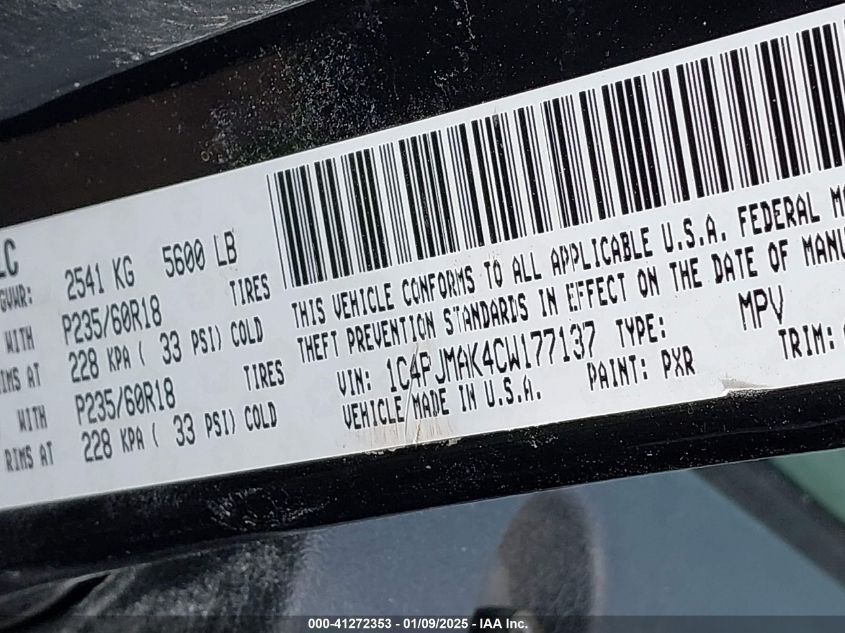 LC
GVWR: 2541 KG 5600 LB
WITH P235/60R18 TIRES
RIMS AT 228 KPA ( 33 PSI) COLD
WITH P235/60R18 TIRES
RIMS AT 228 KPA ( 33 PSI) COLD
THIS VEHICLE CONFORMS TO ALL APPLICABLE U.S.A. FEDERAL MO
THEFT PREVENTION STANDARDS IN EFFECT ON THE DATE OF MANU
VIN: 1C4PJMAK4CW177137 TYPE: MPV
VEHICLE MADE IN U.S.A. PAINT: PXR TRIM:
000-41272353 - 01/09/2025 - IAA Inc.